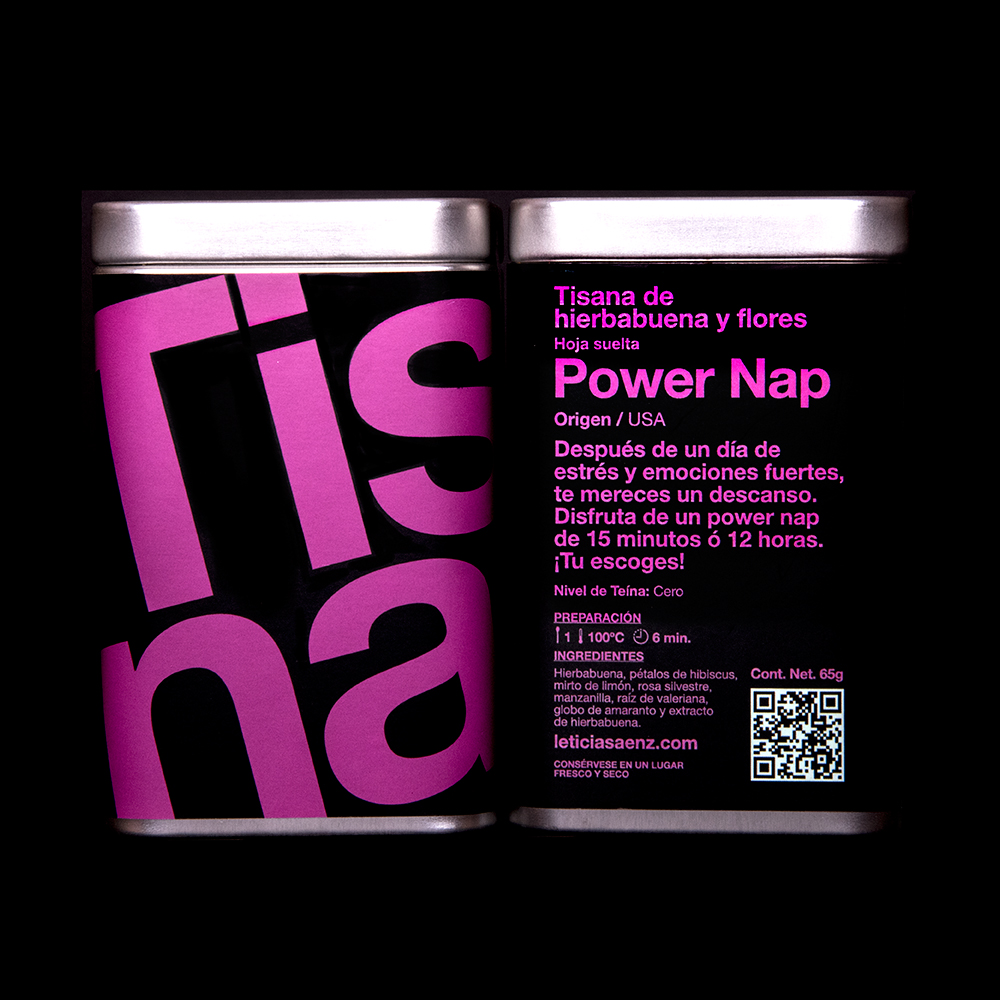 Tis
na
Tisana de
hierbabuena y flores
Hoja suelta
Power Nap
Origen / USA
Después de un día de
estrés y emociones fuertes,
te mereces un descanso.
Disfruta de un power nap
de 15 minutos ó 12 horas.
¡Tu escoges!
Nivel de Teína: Cero
PREPARACIÓN
1 100ºC 6 min.
INGREDIENTES
Hierbabuena, pétalos de hibiscus,
mirto de limón, rosa silvestre,
manzanilla, raíz de valeriana,
globo de amaranto y extracto
de hierbabuena.
Cont. Net. 65g
leticiasaenz.com
CONSÉRVESE EN UN LUGAR
FRESCO Y SECO